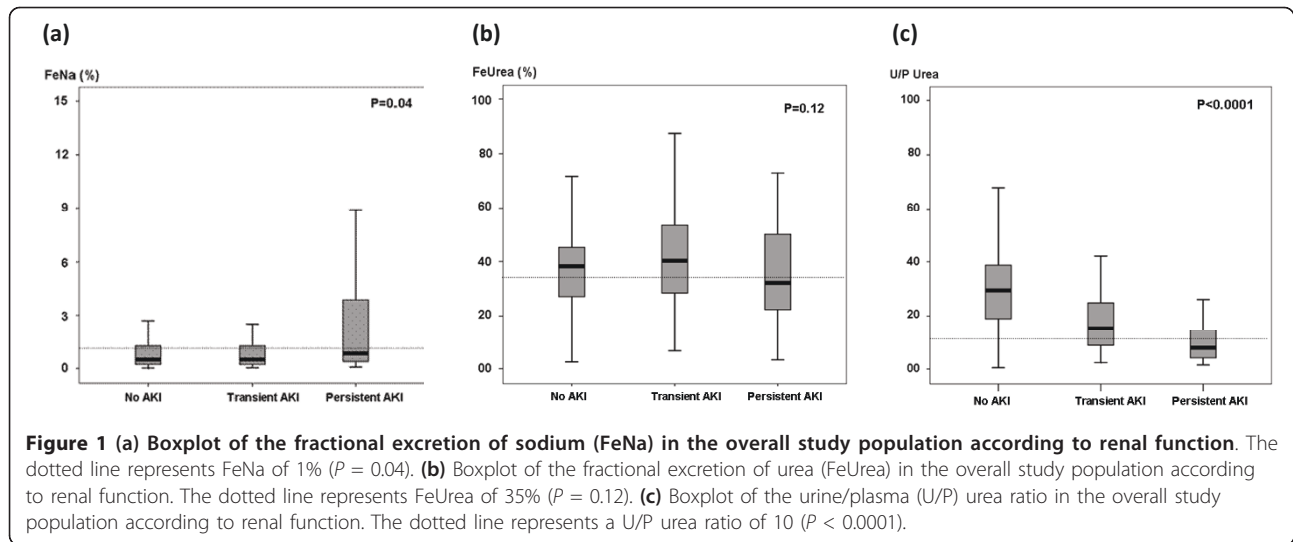 (a)
FeNa (%)
P=0.04
15
12
9
6
3
0
No AKI Transient AKI Persistent AKI
(b)
FeUrea (%)
P=0.12
100
80
60
40
20
00
No AKI Transient AKI Persistent AKI
(c)
U/P Urea
P<0.0001
100
80
60
40
20
00
No AKI Transient AKI Persistent AKI
Figure 1 (a) Boxplot of the fractional excretion of sodium (FeNa) in the overall study population according to renal function. The
dotted line represents FeNa of 1% (P = 0.04). (b) Boxplot of the fractional excretion of urea (FeUrea) in the overall study population according
to renal function. The dotted line represents FeUrea of 35% (P = 0.12). (c) Boxplot of the urine/plasma (U/P) urea ratio in the overall study
population according to renal function. The dotted line represents a U/P urea ratio of 10 (P < 0.0001).